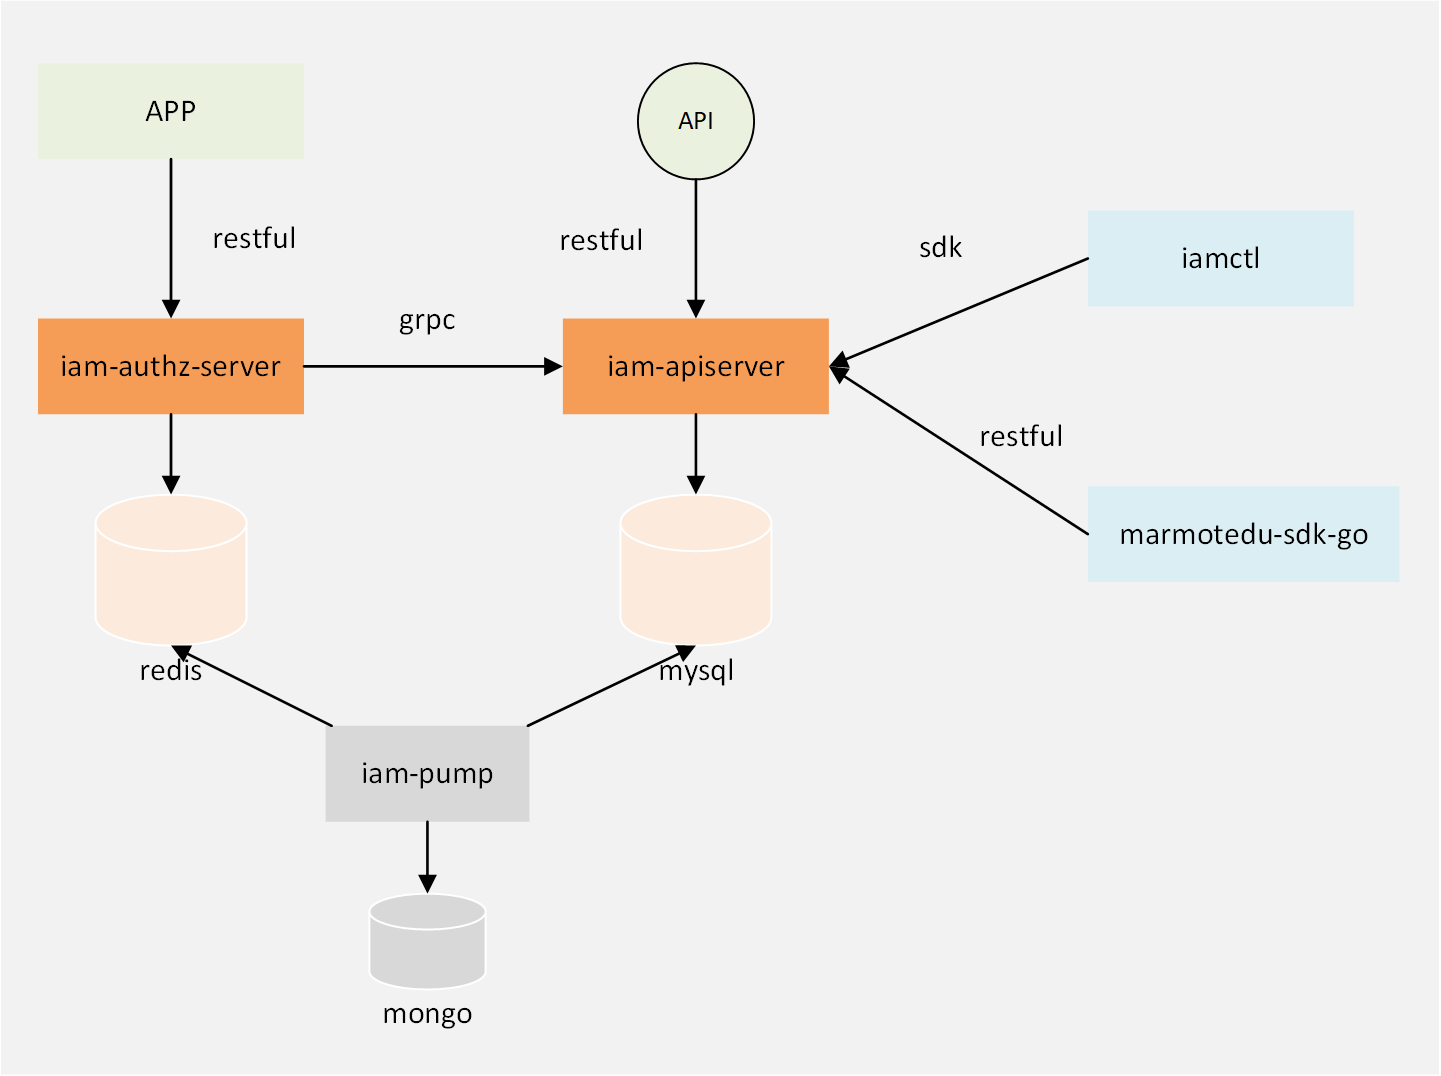 APP
API
restful
restful
sdk
iamctl
grpc
iam-authz-server
iam-apiserver
restful
marmotedu-sdk-go
redis
mysql
iam-pump
mongo